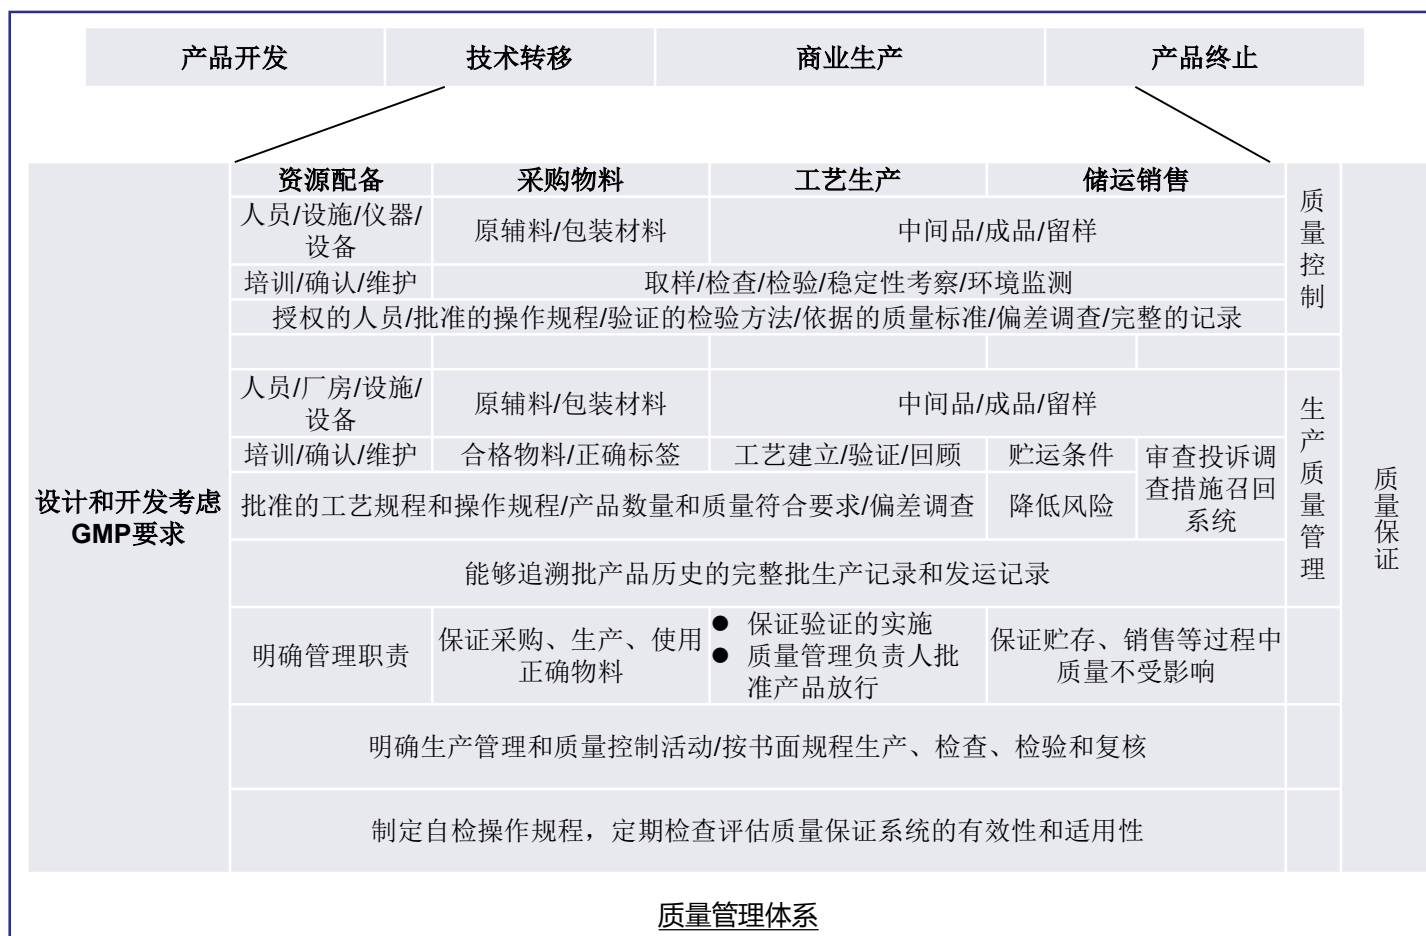 产品开发 技术转移 商业生产 产品终止
资源配备 采购物料 工艺生产 储运销售
人员/设施/仪器/
设备
原辅料/包装材料
中间品/成品/留样
培训/确认/维护
取样/检查/检验/稳定性考察/环境监测
授权的人员/批准的操作规程/验证的检验方法/依据的质量标准/偏差调查/完整的记录
质
量
控
制
人员/厂房/设施/
设备
原辅料/包装材料
中间品/成品/留样
培训/确认/维护
合格物料/正确标签
工艺建立/验证/回顾
贮运条件
审查投诉调
查措施召回
系统
批准的工艺规程和操作规程/产品数量和质量符合要求/偏差调查
降低风险
能够追溯批产品历史的完整批生产记录和发运记录
生
产
质
量
管
理
设计和开发考虑
GMP要求
质
量
保
证
明确管理职责
保证采购、生产、使用
正确物料
● 保证验证的实施
● 质量管理负责人批
准产品放行
保证贮存、销售等过程中
质量不受影响
明确生产管理和质量控制活动/按书面规程生产、检查、检验和复核
制定自检操作规程，定期检查评估质量保证系统的有效性和适用性
质量管理体系